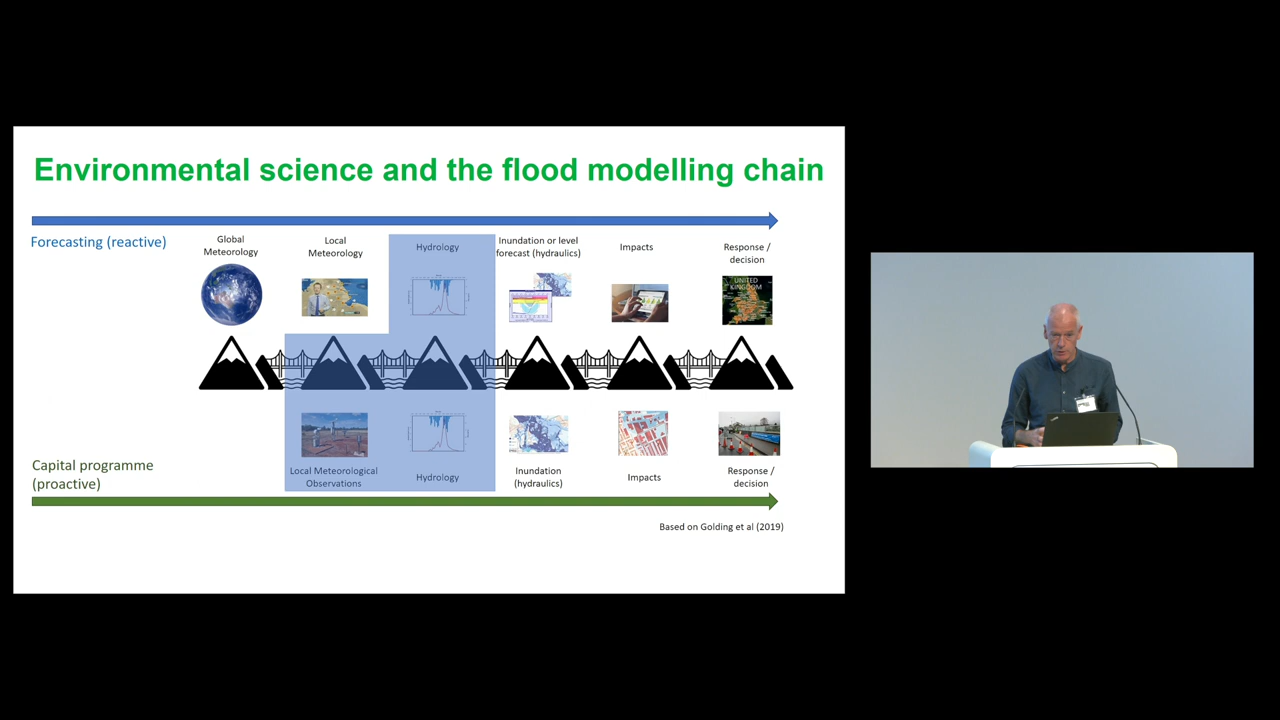 Environmental science and the flood modelling chain
Forecasting (reactive)
Global
Meteorology
Local
Meteorology
Hydrology
Inundation or level
forecast (hydraulics)
Impacts
Response /
decision
UNITED
KINGDOM
Capital programme
(proactive)
Local Meteorological
Observations
Hydrology
Inundation
(hydraulics)
Impacts
Response /
decision
Based on Golding et al (2019)